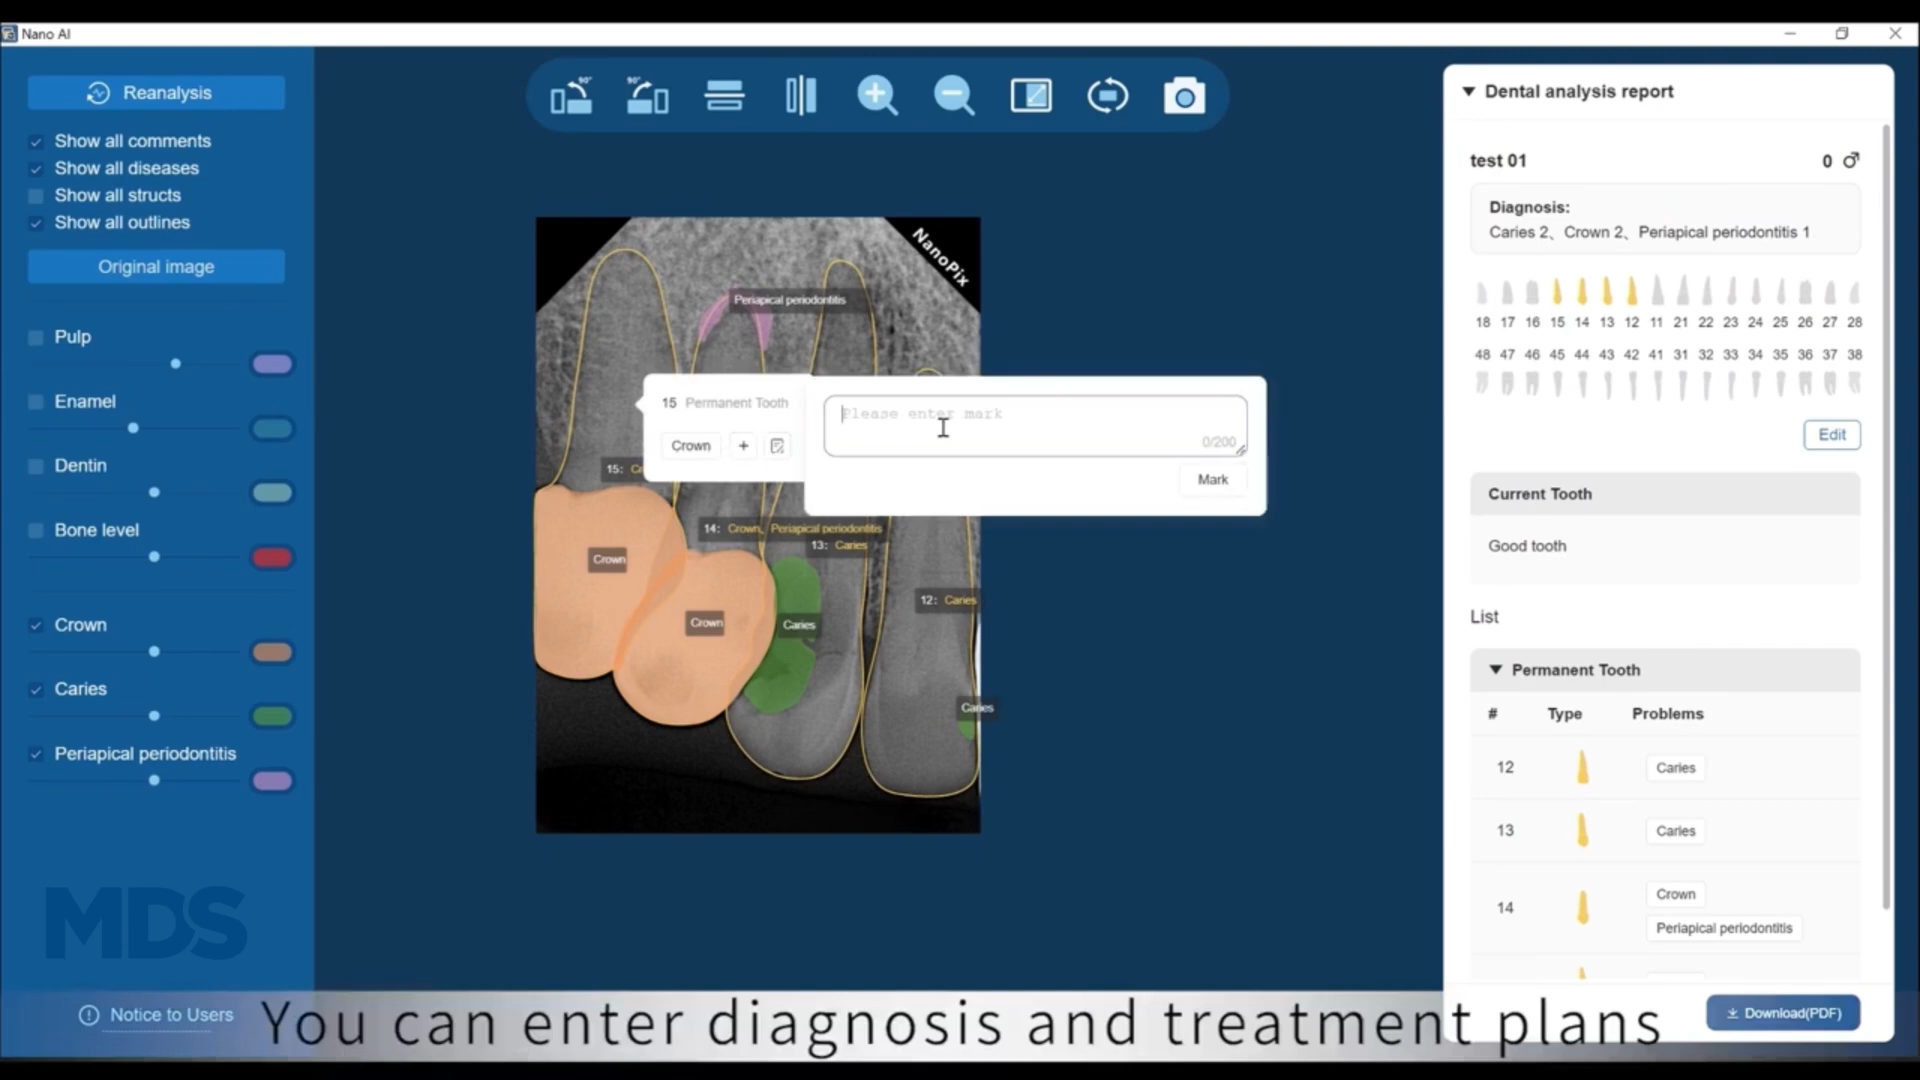 Nano AI
Reanalysis
Show all comments
Show all diseases
Show all structs
Show all outlines
Original image
Pulp
Enamel
Dentin
Bone level
Crown
Caries
Periapical periodontitis
MDS
Notice to Users
90°
90°
NanoPix
Periapical periodontitis
15 Permanent Tooth
Crown +
Please enter mark
0/200
Mark
15:
14: Crown, Periapical periodontitis
13: Caries
Crown
12: Caries
Crown
Caries
Caries
Dental analysis report
test 01
0 ♂
Diagnosis:
Caries 2、Crown 2、Periapical periodontitis 1
18 17 16 15 14 13 12 11 21 22 23 24 25 26 27 28
48 47 46 45 44 43 42 41 31 32 33 34 35 36 37 38
Edit
Current Tooth
Good tooth
List
Permanent Tooth
# Type Problems
12 Caries
13 Caries
14 Crown
Periapical periodontitis
Download(PDF)
You can enter diagnosis and treatment plans